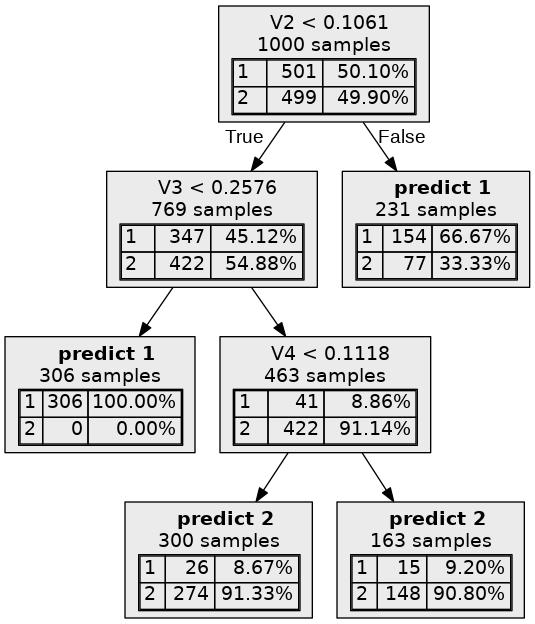 V2 < 0.1061
1000 samples
1 501 50.10%
2 499 49.90%
True
False
V3 < 0.2576
769 samples
1 347 45.12%
2 422 54.88%
predict 1
231 samples
1 154 66.67%
2 77 33.33%
predict 1
306 samples
1 306 100.00%
2 0 0.00%
V4 < 0.1118
463 samples
1 41 8.86%
2 422 91.14%
predict 2
300 samples
1 26 8.67%
2 274 91.33%
predict 2
163 samples
1 15 9.20%
2 148 90.80%